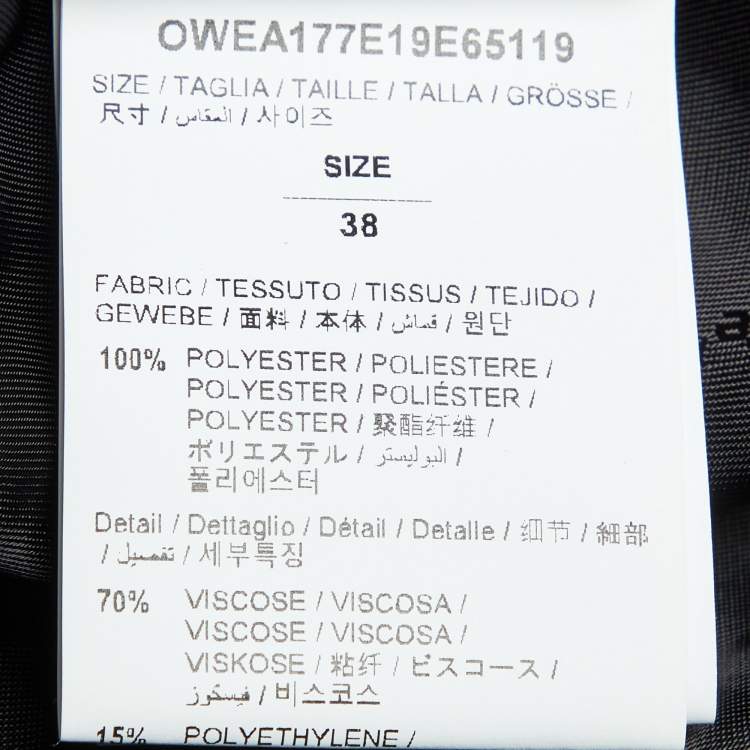 OWEA177E19E65119
SIZE / TAGLIA / TAILLE / TALLA / GRÖSSE /
尺寸 / المقاس / 사이즈
SIZE
38
FABRIC / TESSUTO / TISSUS / TEJIDO /
GEWEBE / 面料 / 本体 / قماش / 원단
100% POLYESTER / POLIESTERE /
POLYESTER / POLIÉSTER /
POLYESTER / 聚酯纤维 /
ポリエステル / البوليستر /
폴리에스터
Detail / Dettaglio / Détail / Detalle / 细节 / 細部
/ تفصيل / 세부특징
70% VISCOSE / VISCOSA /
VISCOSE / VISCOSA /
VISKOSE / 粘纤 / ビスコース /
فيسكوز / 비스코스
15% POLYETHYLENE /